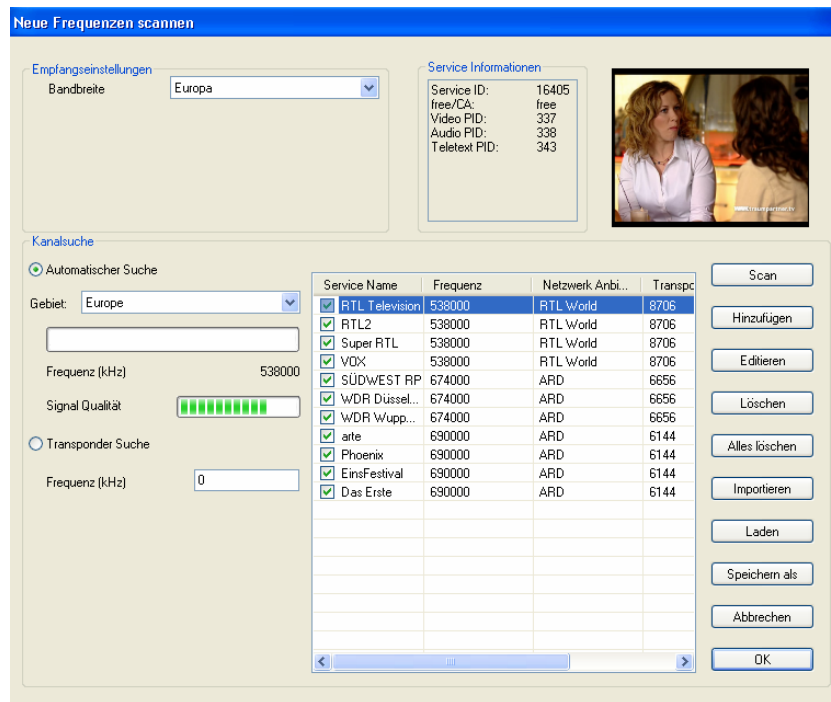 Neue Frequenzen scannen
Empfangseinstellungen
Bandbreite Europa
Service Informationen
Service ID: 16405
free/CA: free
Video PID: 337
Audio PID: 338
Teletext PID: 343
Kanalsuche
Automatischer Suche
Gebiet: Europe
Frequenz (kHz) 538000
Signal Qualität
Transponder Suche
Frequenz (kHz) 0
Service Name Frequenz Netzwerk Anbi... Transpo
RTL Television 538000 RTL World 8706
RTL2 538000 RTL World 8706
Super RTL 538000 RTL World 8706
VOX 538000 RTL World 8706
SÜDWEST RP 674000 ARD 6656
WDR Düssel... 674000 ARD 6656
WDR Wupp... 674000 ARD 6656
arte 690000 ARD 6144
Phoenix 690000 ARD 6144
EinsFestival 690000 ARD 6144
Das Erste 690000 ARD 6144
Scan
Hinzufügen
Editieren
Löschen
Alles löschen
Importieren
Laden
Speichern als
Abbrechen
OK